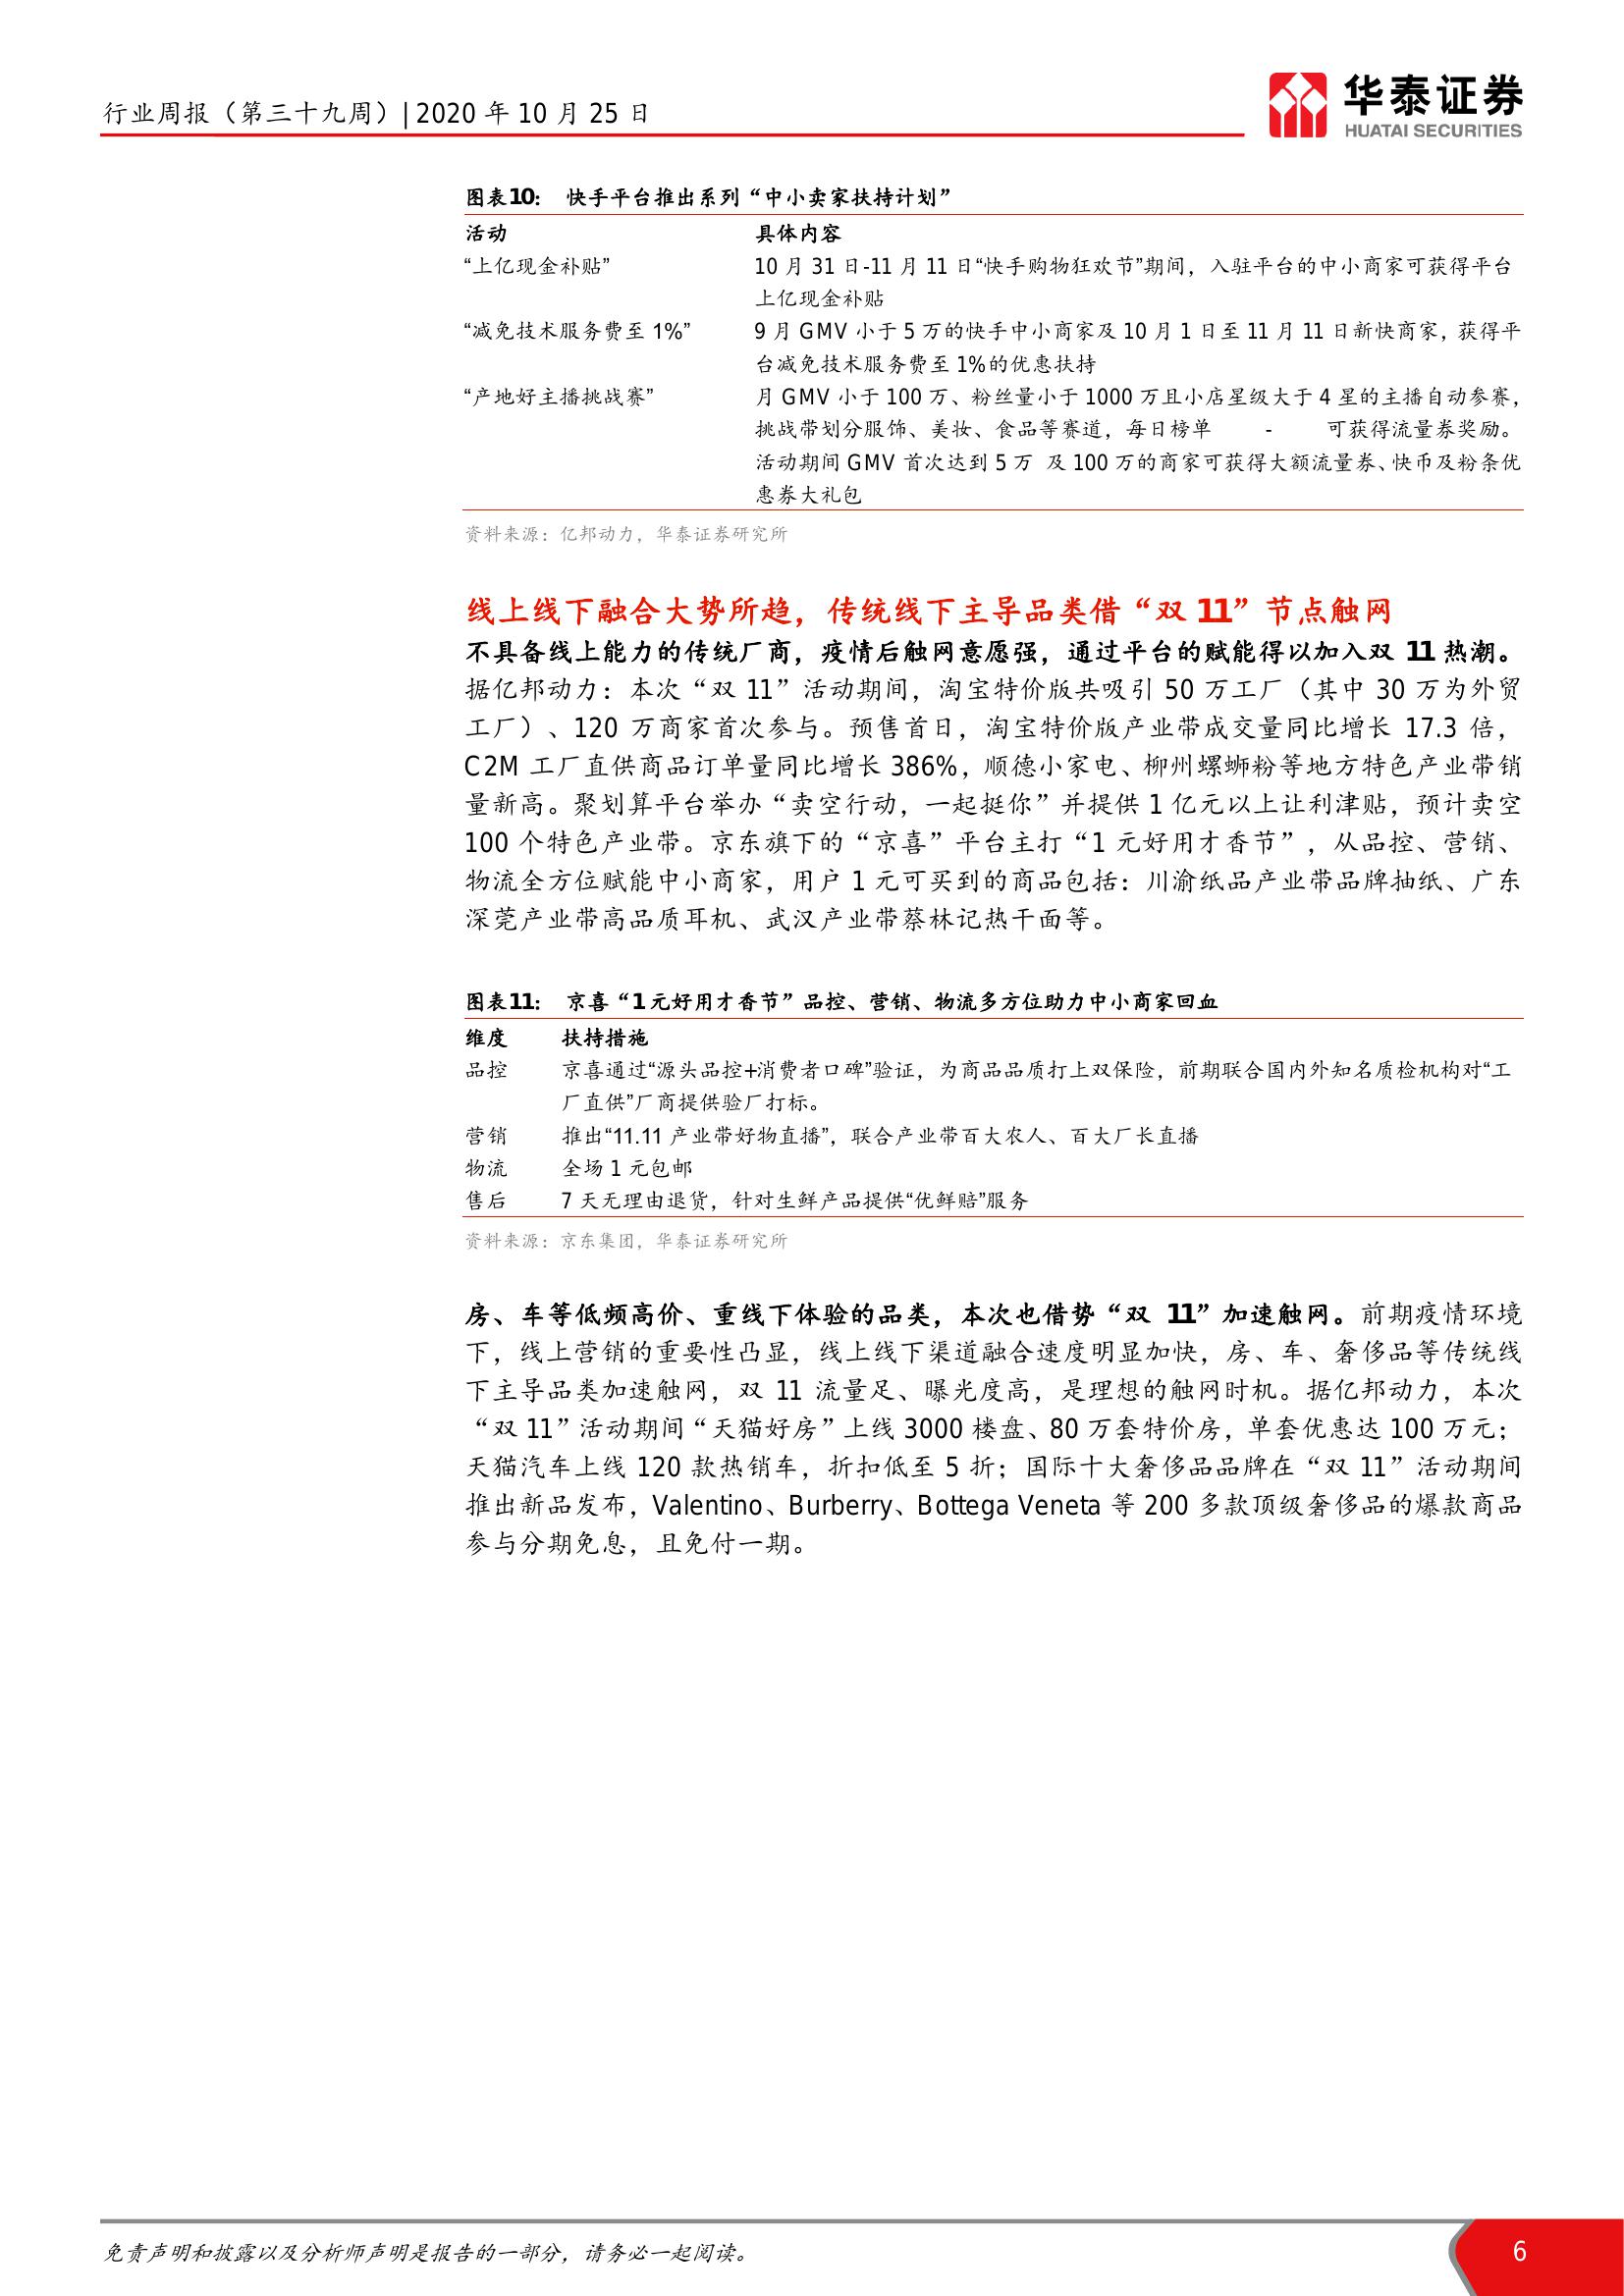 行业周报（第三十九周）| 2020 年 10 月 25 日
华泰证券
HUATAI SECURITIES
图表10： 快手平台推出系列“中小卖家扶持计划”
活动 具体内容
“上亿现金补贴” 10 月 31 日-11 月 11 日“快手购物狂欢节”期间，入驻平台的中小商家可获得平台
上亿现金补贴
“减免技术服务费至 1%” 9 月 GMV 小于 5 万的快手中小商家及 10 月 1 日至 11 月 11 日新快商家，获得平
台减免技术服务费至 1%的优惠扶持
“产地好主播挑战赛” 月 GMV 小于 100 万、粉丝量小于 1000 万且小店星级大于 4 星的主播自动参赛，
挑战带划分服饰、美妆、食品等赛道，每日榜单 - 可获得流量券奖励。
活动期间 GMV 首次达到 5 万 及 100 万的商家可获得大额流量券、快币及粉条优
惠券大礼包
资料来源：亿邦动力，华泰证券研究所
线上线下融合大势所趋，传统线下主导品类借“双 11”节点触网
不具备线上能力的传统厂商，疫情后触网意愿强，通过平台的赋能得以加入双 11 热潮。
据亿邦动力：本次“双 11”活动期间，淘宝特价版共吸引 50 万工厂（其中 30 万为外贸
工厂）、120 万商家首次参与。预售首日，淘宝特价版产业带成交量同比增长 17.3 倍，
C2M 工厂直供商品订单量同比增长 386%，顺德小家电、柳州螺蛳粉等地方特色产业带销
量新高。聚划算平台举办“卖空行动，一起挺你”并提供 1 亿元以上让利津贴，预计卖空
100 个特色产业带。京东旗下的“京喜”平台主打“1 元好用才香节”，从品控、营销、
物流全方位赋能中小商家，用户 1 元可买到的商品包括：川渝纸品产业带品牌抽纸、广东
深莞产业带高品质耳机、武汉产业带蔡林记热干面等。
图表11： 京喜“1元好用才香节”品控、营销、物流多方位助力中小商家回血
维度 扶持措施
品控 京喜通过“源头品控+消费者口碑”验证，为商品品质打上双保险，前期联合国内外知名质检机构对“工
厂直供”厂商提供验厂打标。
营销 推出“11.11 产业带好物直播”，联合产业带百大农人、百大厂长直播
物流 全场 1 元包邮
售后 7 天无理由退货，针对生鲜产品提供“优鲜赔”服务
资料来源：京东集团，华泰证券研究所
房、车等低频高价、重线下体验的品类，本次也借势“双 11”加速触网。前期疫情环境
下，线上营销的重要性凸显，线上线下渠道融合速度明显加快，房、车、奢侈品等传统线
下主导品类加速触网，双 11 流量足、曝光度高，是理想的触网时机。据亿邦动力，本次
“双 11”活动期间“天猫好房”上线 3000 楼盘、80 万套特价房，单套优惠达 100 万元；
天猫汽车上线 120 款热销车，折扣低至 5 折；国际十大奢侈品品牌在“双 11”活动期间
推出新品发布，Valentino、Burberry、Bottega Veneta 等 200 多款顶级奢侈品的爆款商品
参与分期免息，且免付一期。
免责声明和披露以及分析师声明是报告的一部分，请务必一起阅读。
6